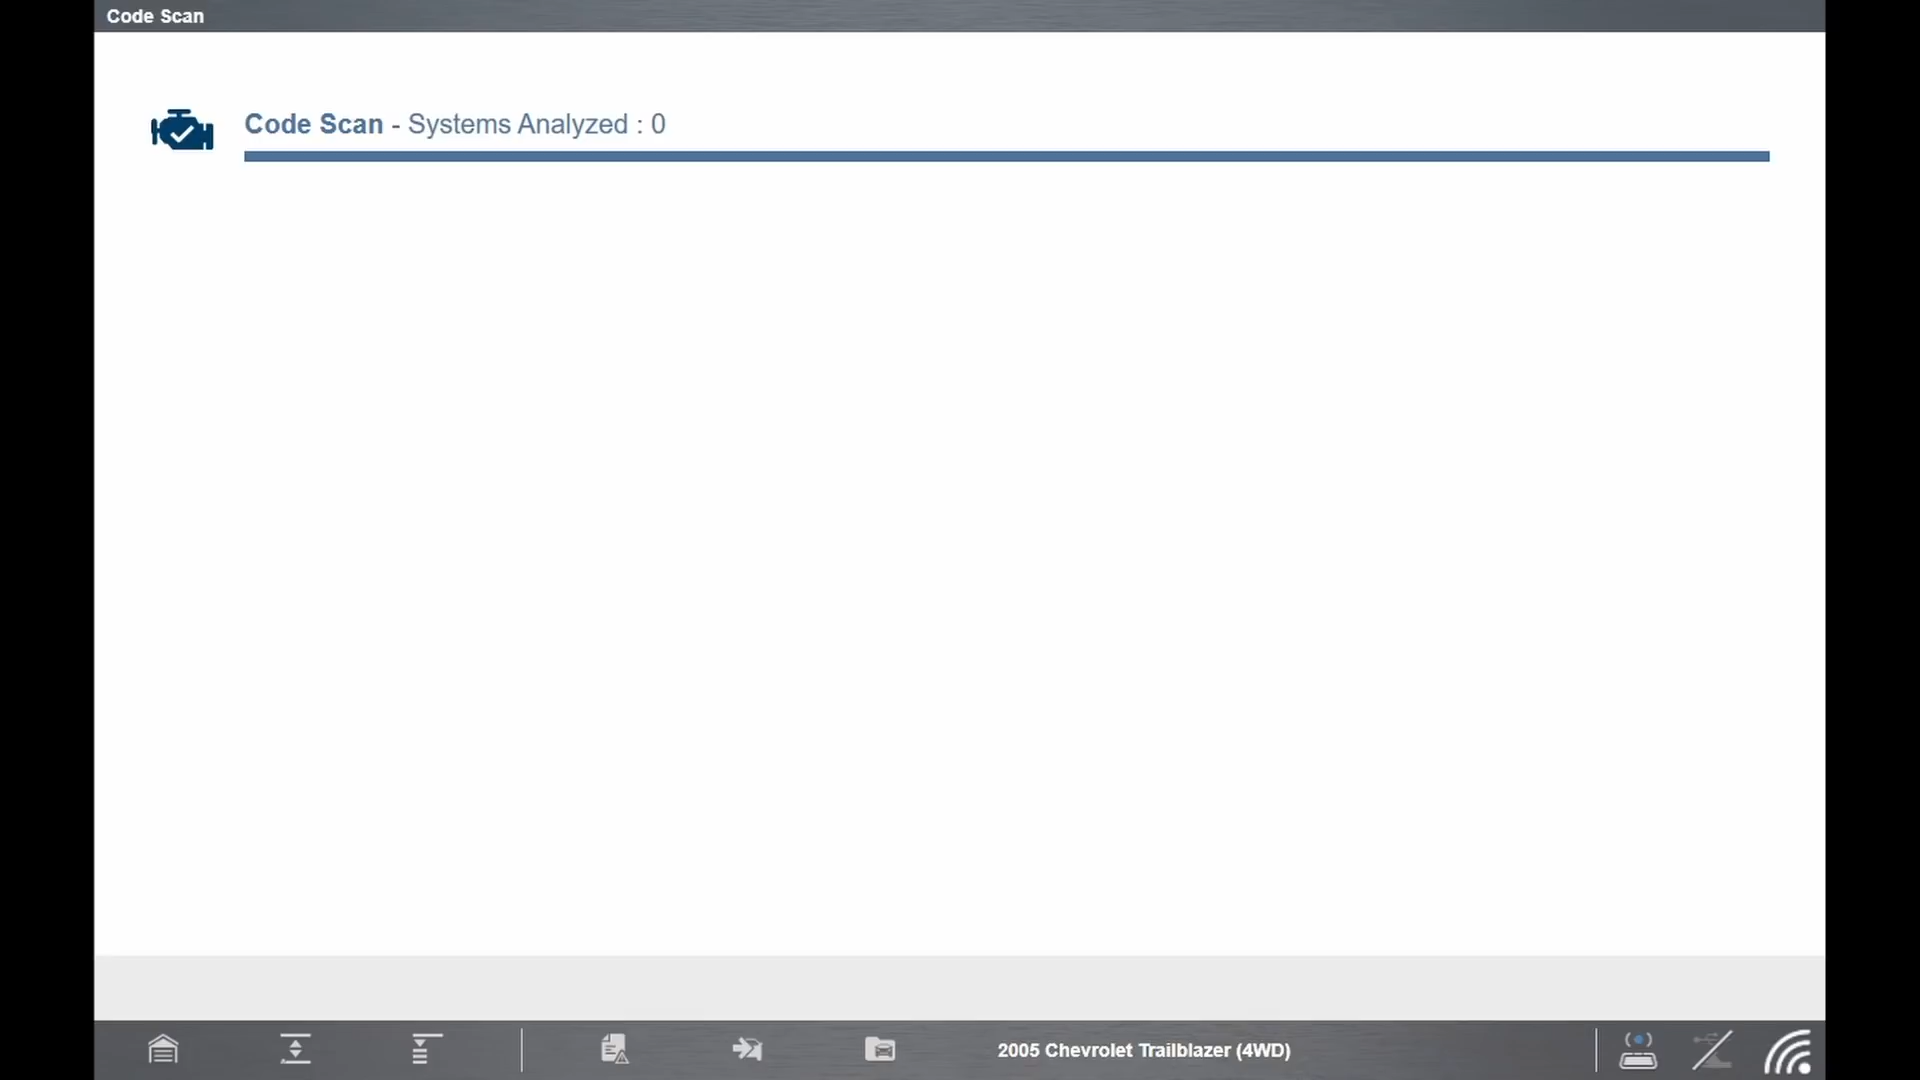 Code Scan
Code Scan - Systems Analyzed : 0
2005 Chevrolet Trailblazer (4WD)